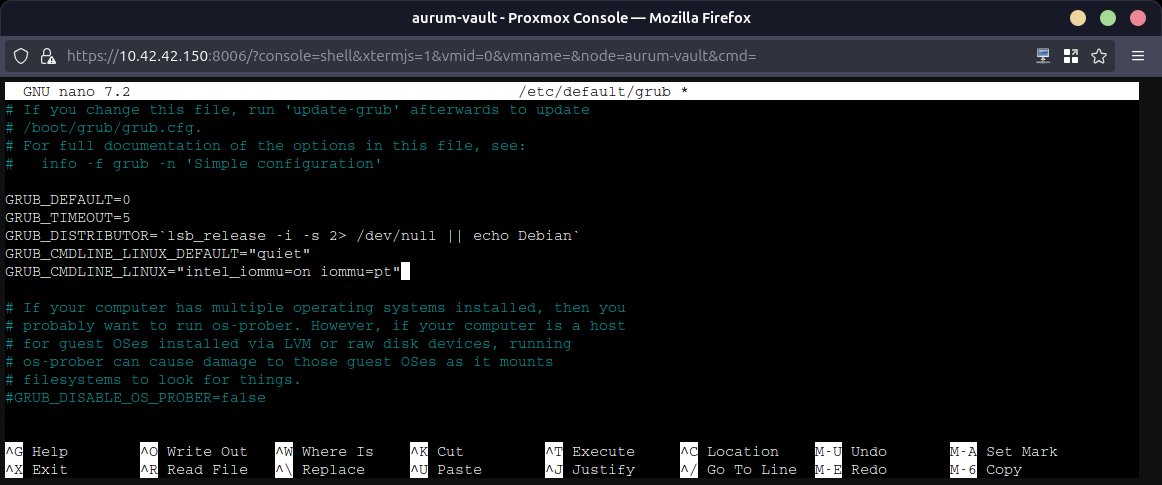 aurum-vault - Proxmox Console — Mozilla Firefox
https://10.42.42.150:8006/?console=shell&xtermjs=1&vmid=0&vmname=&node=aurum-vault&cmd=
GNU nano 7.2 /etc/default/grub *
# If you change this file, run 'update-grub' afterwards to update
# /boot/grub/grub.cfg.
# For full documentation of the options in this file, see:
#   info -f grub -n 'Simple configuration'
GRUB_DEFAULT=0
GRUB_TIMEOUT=5
GRUB_DISTRIBUTOR=`lsb_release -i -s 2> /dev/null || echo Debian`
GRUB_CMDLINE_LINUX_DEFAULT="quiet"
GRUB_CMDLINE_LINUX="intel_iommu=on iommu=pt"
# If your computer has multiple operating systems installed, then you
# probably want to run os-prober. However, if your computer is a host
# for guest OSes installed via LVM or raw disk devices, running
# os-prober can cause damage to those guest OSes as it mounts
# filesystems to look for things.
#GRUB_DISABLE_OS_PROBER=false
^G Help ^O Write Out ^W Where Is ^K Cut ^T Execute ^C Location M-U Undo M-A Set Mark
^X Exit ^R Read File ^\ Replace ^U Paste ^J Justify ^/ Go To Line M-E Redo M-6 Copy